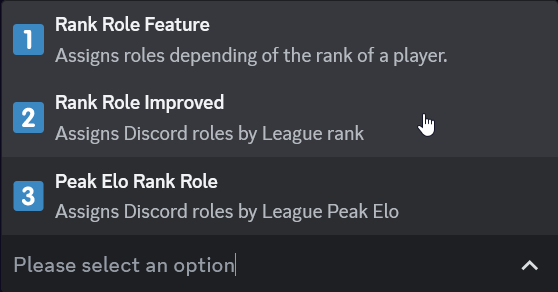 1
Rank Role Feature
Assigns roles depending of the rank of a player.
2
Rank Role Improved
Assigns Discord roles by League rank
3
Peak Elo Rank Role
Assigns Discord roles by League Peak Elo
Please select an option